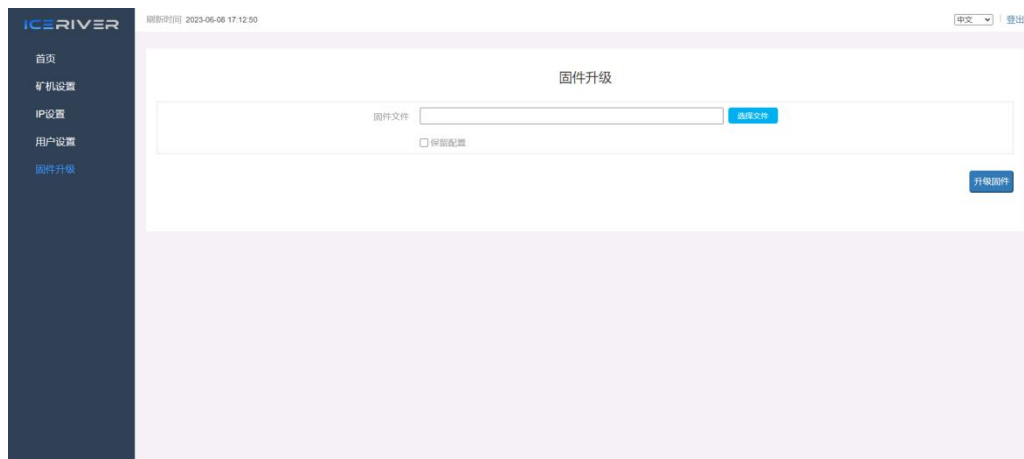 ICERIVER
刷新时间 2023-06-08 17:12:50
中文
登出
首页
矿机设置
IP设置
用户设置
固件升级
固件升级
固件文件
选择文件
保留配置
升级固件